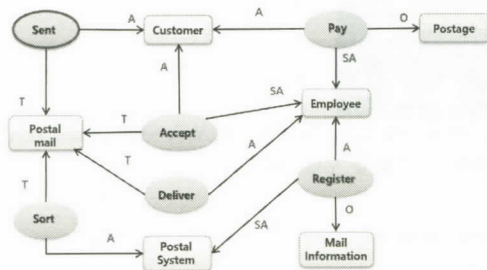 Sent
A
Customer
A
Pay
O
Postage
A
SA
T
SA
Employee
Postal
mail
T
Accept
T
A
A
T
Deliver
Register
Sort
SA
O
A
Postal
System
Mail
Information